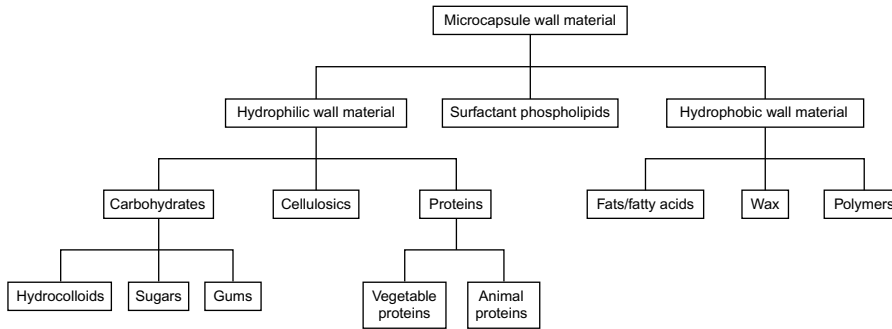 Microcapsule wall material
Hydrophilic wall material
Surfactant phospholipids
Hydrophobic wall material
Carbohydrates
Cellulosics
Proteins
Fats/fatty acids
Wax
Polymers
Hydrocolloids
Sugars
Gums
Vegetable
proteins
Animal
proteins